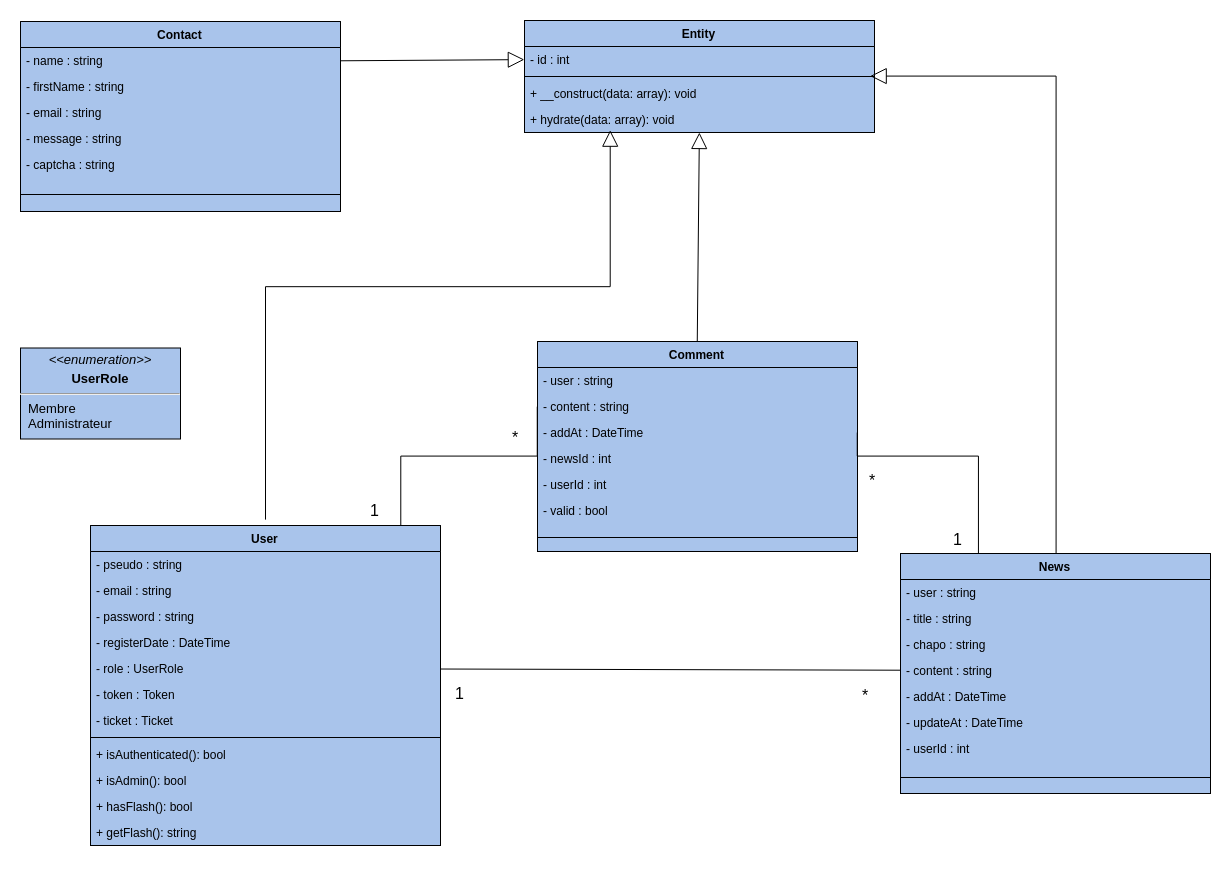 Contact
- name : string
- firstName : string
- email : string
- message : string
- captcha : string
Entity
- id : int
+ __construct(data: array): void
+ hydrate(data: array): void
<<enumeration>>
UserRole
Membre
Administrateur
Comment
- user : string
- content : string
- addAt : DateTime
- newsId : int
- userId : int
- valid : bool
*
1
*
1
User
- pseudo : string
- email : string
- password : string
- registerDate : DateTime
- role : UserRole
- token : Token
- ticket : Ticket
+ isAuthenticated(): bool
+ isAdmin(): bool
+ hasFlash(): bool
+ getFlash(): string
1
*
News
- user : string
- title : string
- chapo : string
- content : string
- addAt : DateTime
- updateAt : DateTime
- userId : int